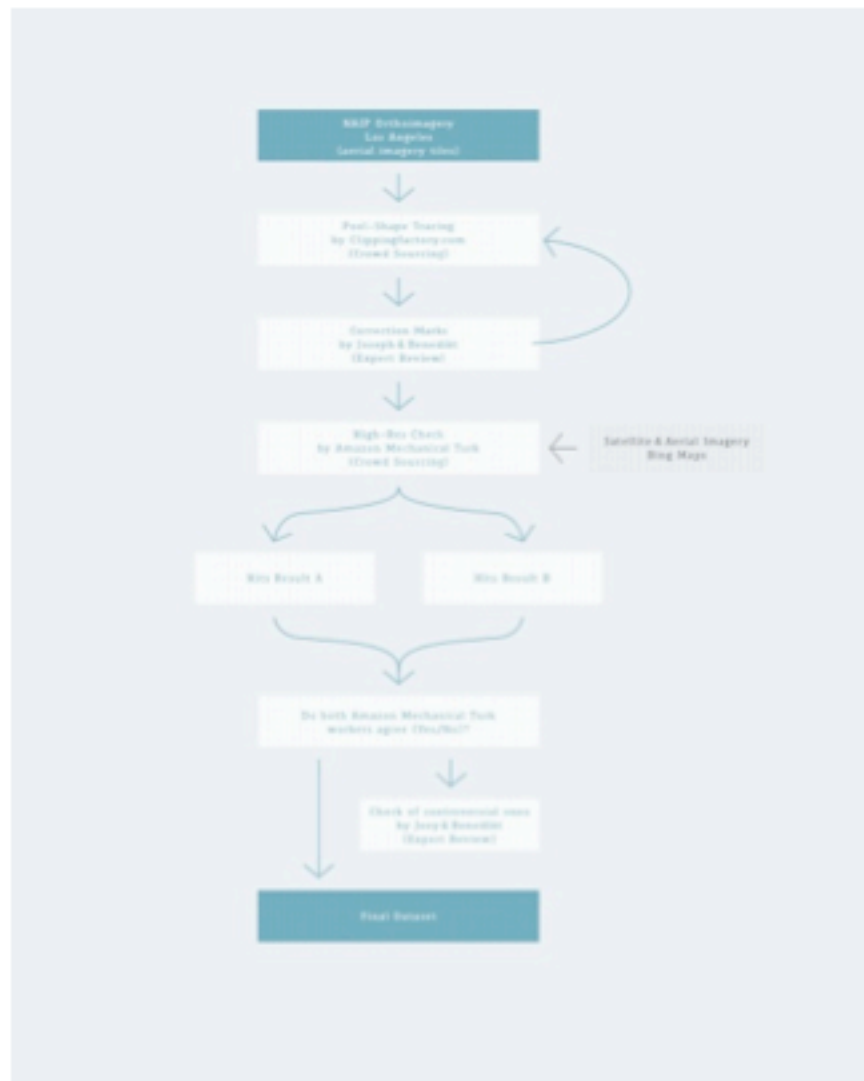 NAIP Orthoimagery
Los Angeles
(aerial imagery tiles)
Pool-Shape Tracing
by Clippingfactory.com
(Crowd Sourcing)
Correction Marks
by Joseph & Benedikt
(Expert Review)
High-Res Check
by Amazon Mechanical Turk
(Crowd Sourcing)
Satellite & Aerial Imagery
Bing Maps
Hits Result A
Hits Result B
Do both Amazon Mechanical Turk
workers agree (Yes/No)?
Check of controversial ones
by Joey & Benedikt
(Expert Review)
Final Dataset